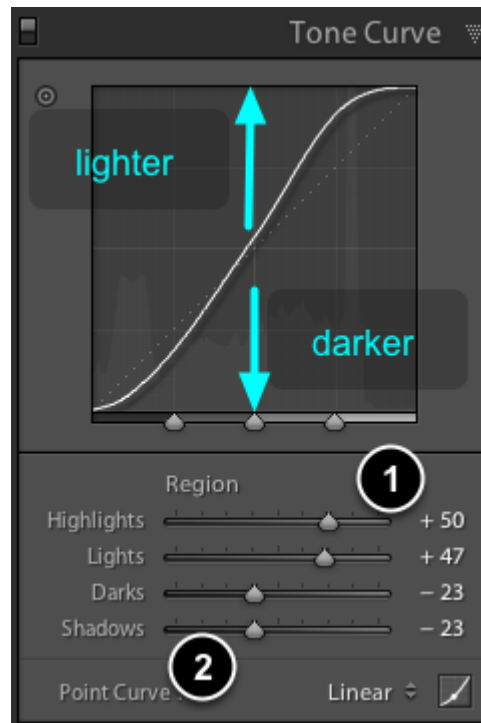 Tone Curve
lighter
darker
Region
1
Highlights + 50
Lights + 47
Darks - 23
Shadows - 23
2
Point Curve : Linear